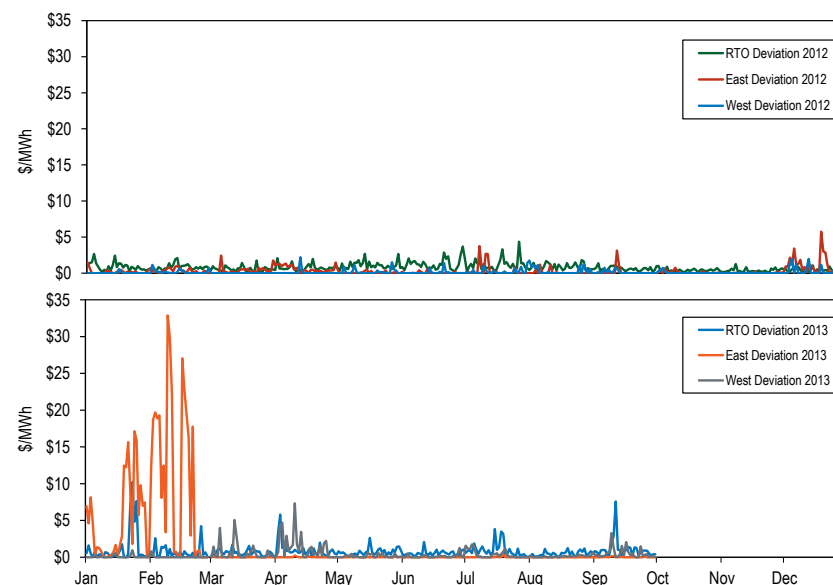 $35
$30
$25
$20
$15
$10
$5
$0
$/MWh
RTO Deviation 2012
East Deviation 2012
West Deviation 2012
$35
$30
$25
$20
$15
$10
$5
$0
$/MWh
RTO Deviation 2013
East Deviation 2013
West Deviation 2013
Jan Feb Mar Apr May Jun Jul Aug Sep Oct Nov Dec